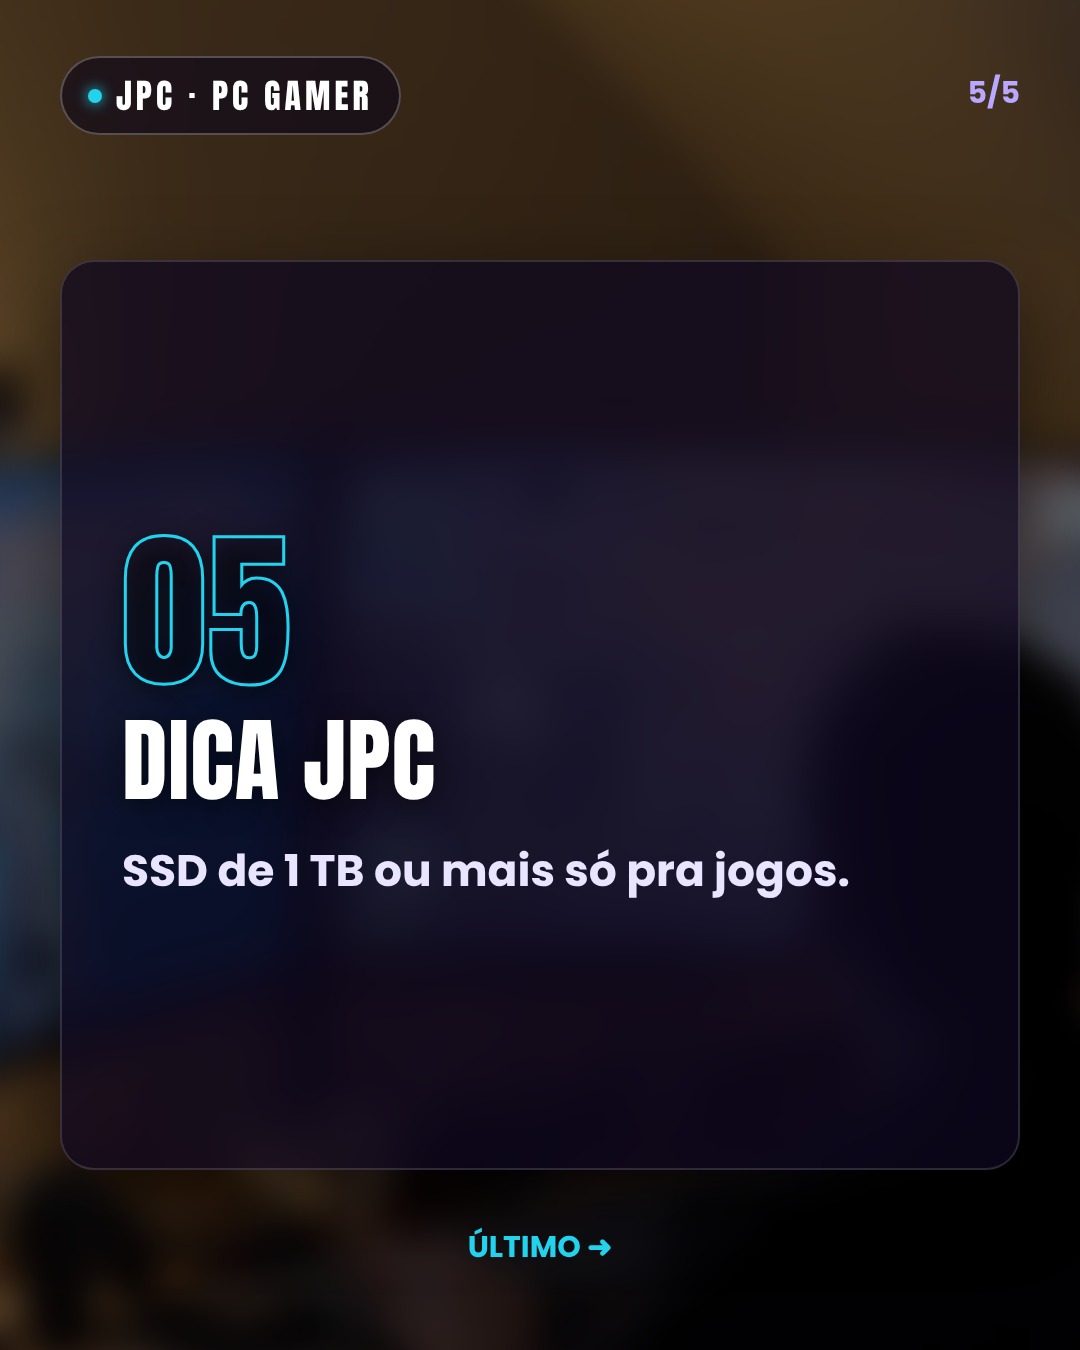 JPC · PC GAMER
5/5
05
DICA JPC
SSD de 1 TB ou mais só pra jogos.
ÚLTIMO ➜